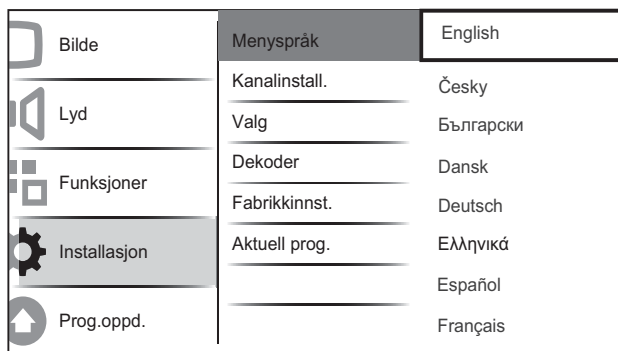 Bilde
Lyd
Funksjoner
Installasjon
Prog.oppd.
Menyspråk
Kanalinstall.
Valg
Dekoder
Fabrikkinnst.
Aktuell prog.
English
Česky
Български
Dansk
Deutsch
Ελληνικά
Español
Français